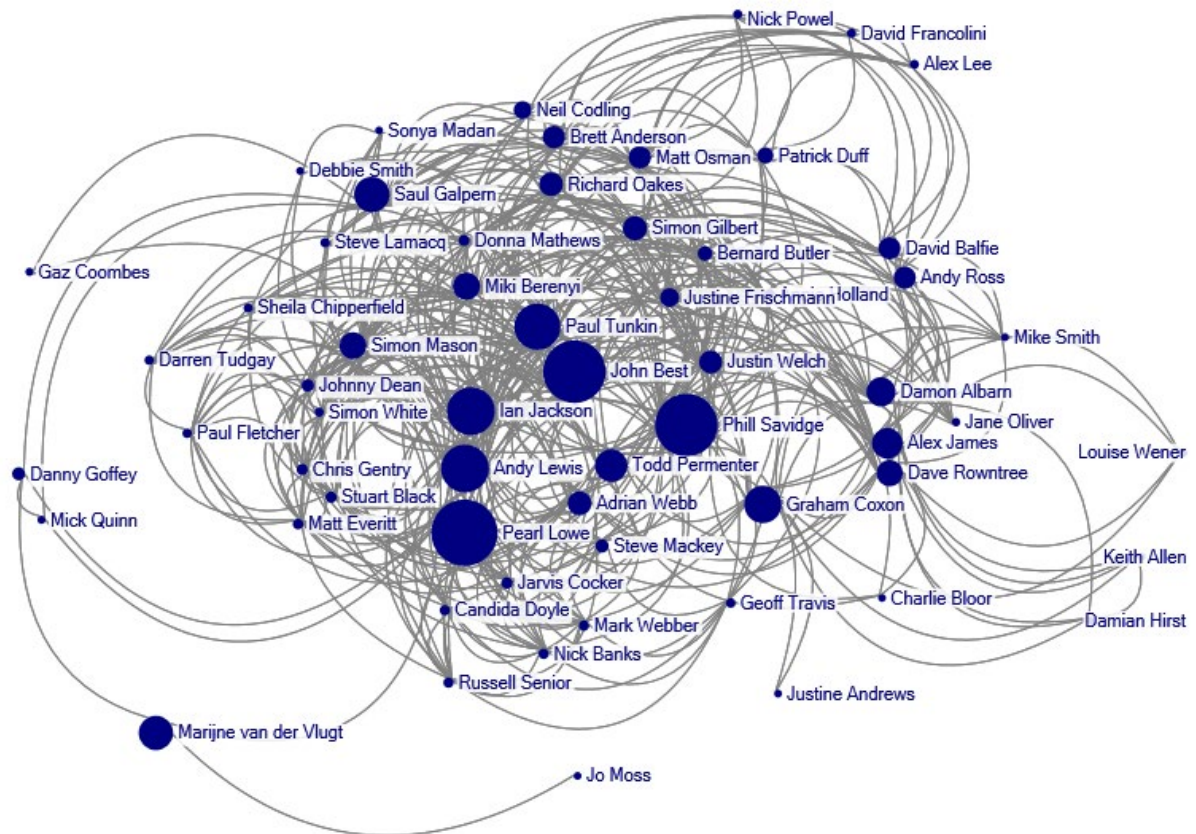 Nick Powel
David Francolini
Alex Lee
Neil Codling
Sonya Madan
Brett Anderson
Matt Osman
Patrick Duff
Debbie Smith
Saul Galpern
Richard Oakes
Simon Gilbert
Steve Lamacq
Donna Mathews
David Balfie
Bernard Butler
Gaz Coombes
Andy Ross
Miki Berenyi
Justine Frischmann
Holland
Sheila Chipperfield
Paul Tunkin
Mike Smith
Simon Mason
Darren Tudgay
Justin Welch
John Best
Johnny Dean
Damon Albarn
Simon White
Ian Jackson
Jane Oliver
Phill Savidge
Paul Fletcher
Alex James
Louise Wener
Chris Gentry
Andy Lewis
Todd Permenter
Danny Goffey
Dave Rowntree
Stuart Black
Adrian Webb
Graham Coxon
Mick Quinn
Matt Everitt
Pearl Lowe
Steve Mackey
Keith Allen
Jarvis Cocker
Geoff Travis
Charlie Bloor
Candida Doyle
Mark Webber
Damian Hirst
Nick Banks
Russell Senior
Justine Andrews
Marijne van der Vlugt
Jo Moss